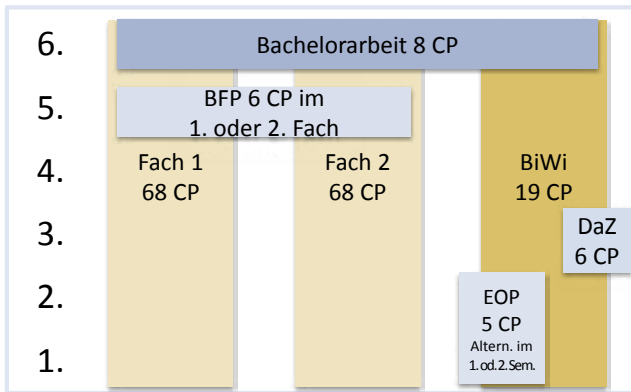 6.
Bachelorarbeit 8 CP
5.
BFP 6 CP im
1. oder 2. Fach
4.
Fach 1
68 CP
Fach 2
68 CP
BiWi
19 CP
3.
DaZ
6 CP
2.
EOP
5 CP
Altern. im
1.od.2.Sem.
1.